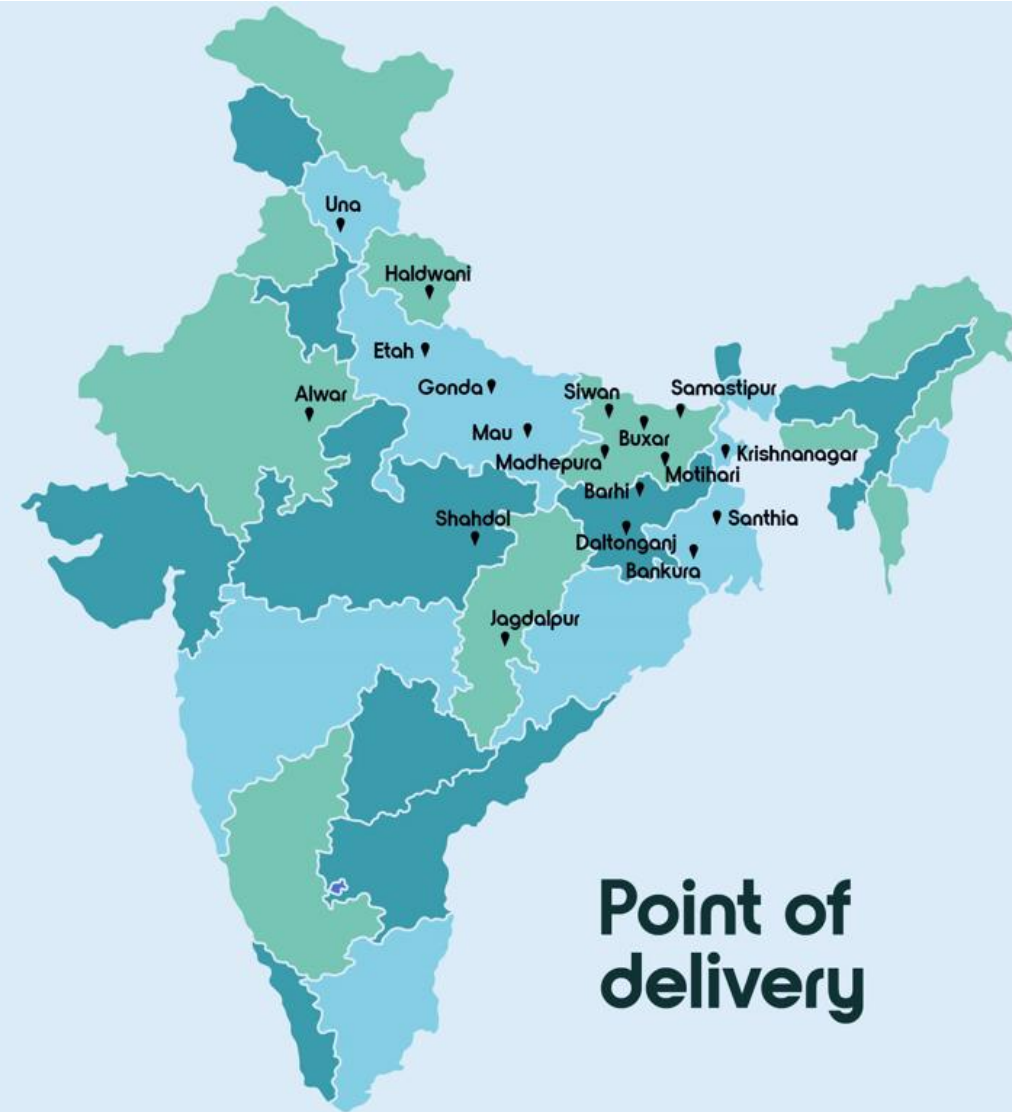 Una
Haldwani
Etah
Gonda
Alwar
Siwan
Samastipur
Mau
Buxar
Madhepura
Krishnanagar
Motihari
Barhi
Shahdol
Santhia
Daltonganj
Bankura
Jagdalpur
Point of
delivery